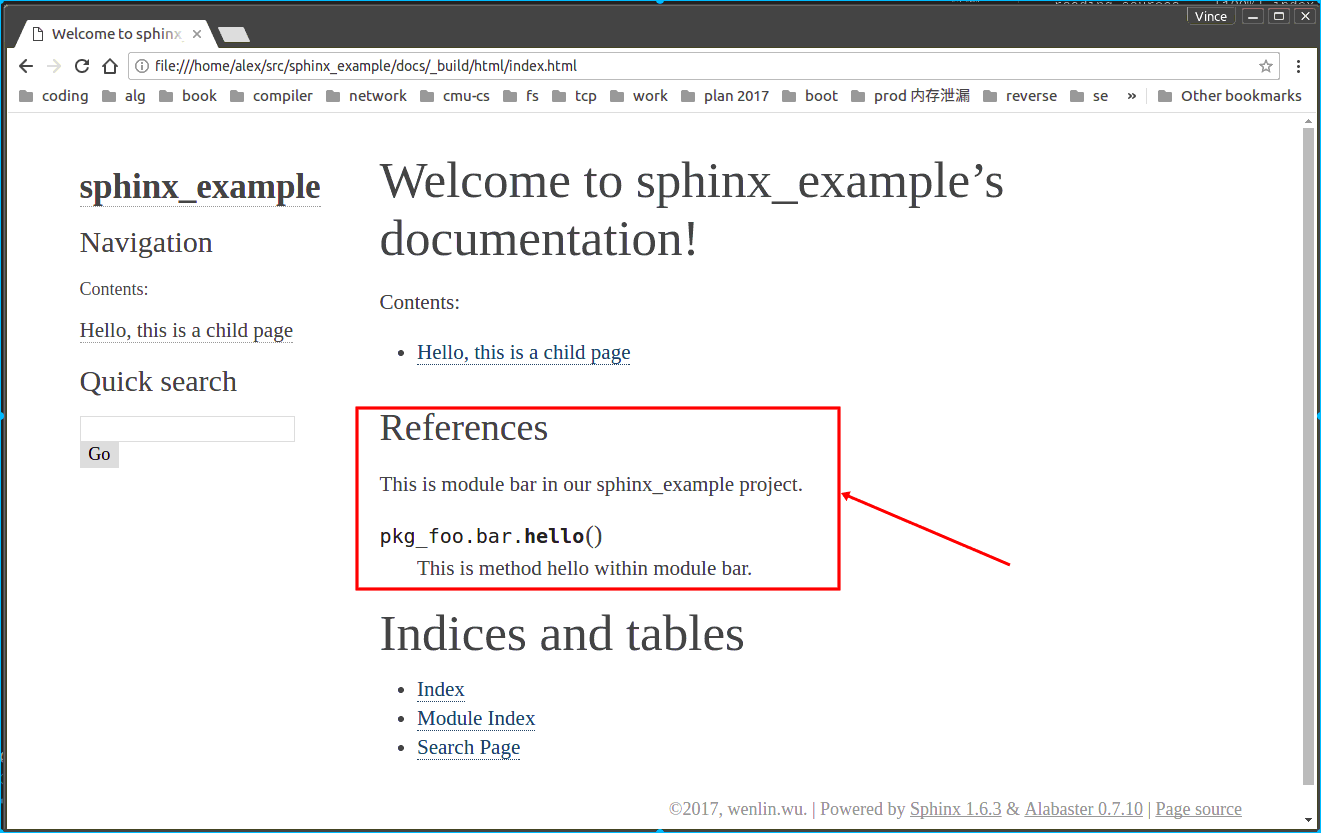 Vince
Welcome to sphinx
file:///home/alex/src/sphinx_example/docs/_build/html/index.html
coding alg book compiler network cmu-cs fs tcp work plan 2017 boot prod 内存泄漏 reverse se » Other bookmarks
sphinx_example
Navigation
Contents:
Hello, this is a child page
Quick search
Go
Welcome to sphinx_example’s
documentation!
Contents:
• Hello, this is a child page
References
This is module bar in our sphinx_example project.
pkg_foo.bar.hello()
This is method hello within module bar.
Indices and tables
• Index
• Module Index
• Search Page
©2017, wenlin.wu. | Powered by Sphinx 1.6.3 & Alabaster 0.7.10 | Page source